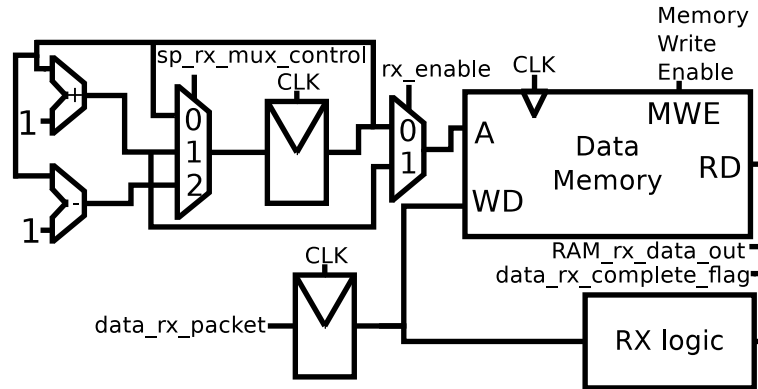 Memory
Write
Enable
sp_rx_mux_control
CLK
rx_enable
CLK
MWE
+
1
0
1
2
0
1
A
Data
Memory
RD
-
1
WD
RAM_rx_data_out
data_rx_complete_flag
CLK
data_rx_packet
RX logic